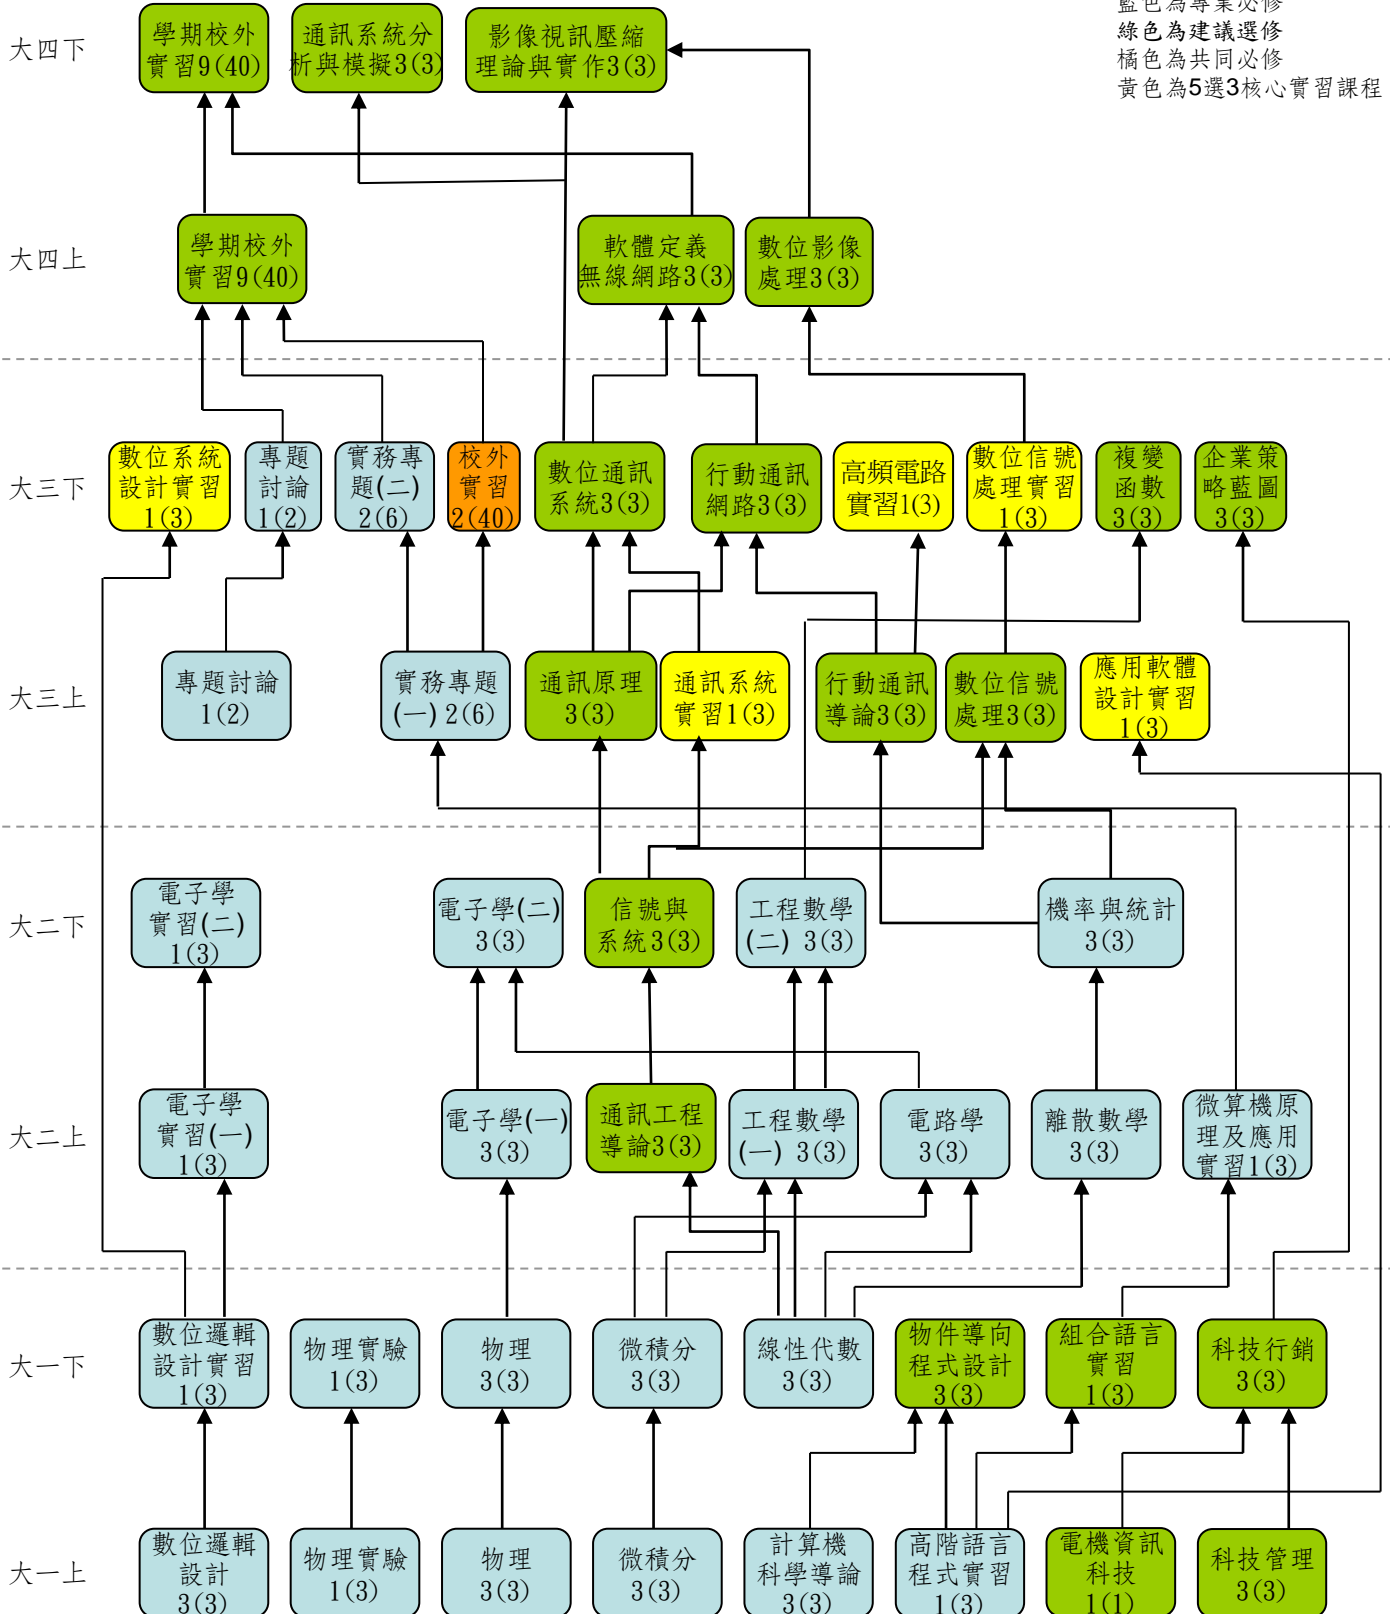 藍色為專業必修
綠色為建議選修
橘色為共同必修
黃色為5選3核心實習課程
大四下
學期校外
實習9(40)
通訊系統分
析與模擬3(3)
影像視訊壓縮
理論與實作3(3)
大四上
學期校外
實習9(40)
軟體定義
無線網路3(3)
數位影像
處理3(3)
大三下
數位系統
設計實習
1(3)
專題
討論
1(2)
實務專
題(二)
2(6)
校外
實習
2(40)
數位通訊
系統3(3)
行動通訊
網路3(3)
高頻電路
實習1(3)
數位信號
處理實習
1(3)
複變
函數
3(3)
企業策
略藍圖
3(3)
大三上
專題討論
1(2)
實務專題
(一) 2(6)
通訊原理
3(3)
通訊系統
實習1(3)
行動通訊
導論3(3)
數位信號
處理3(3)
應用軟體
設計實習
1(3)
大二下
電子學
實習(二)
1(3)
電子學(二)
3(3)
信號與
系統3(3)
工程數學
(二) 3(3)
機率與統計
3(3)
大二上
電子學
實習(一)
1(3)
電子學(一)
3(3)
通訊工程
導論3(3)
工程數學
(一) 3(3)
電路學
3(3)
離散數學
3(3)
微算機原
理及應用
實習1(3)
大一下
數位邏輯
設計實習
1(3)
物理實驗
1(3)
物理
3(3)
微積分
3(3)
線性代數
3(3)
物件導向
程式設計
3(3)
組合語言
實習
1(3)
科技行銷
3(3)
大一上
數位邏輯
設計
3(3)
物理實驗
1(3)
物理
3(3)
微積分
3(3)
計算機
科學導論
3(3)
高階語言
程式實習
1(3)
電機資訊
科技
1(1)
科技管理
3(3)